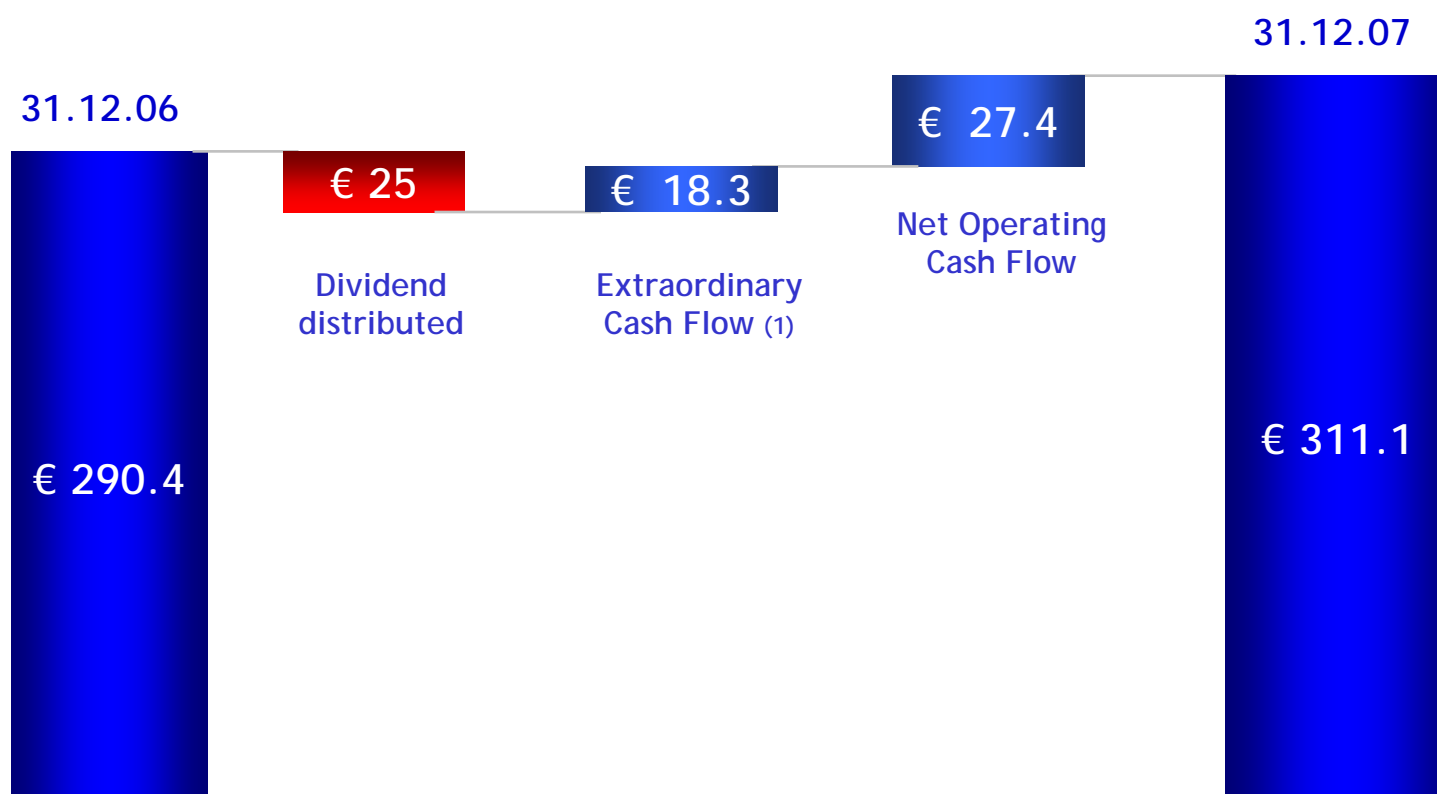 31.12.06
31.12.07
€ 290.4
€ 25
Dividend
distributed
€ 18.3
Extraordinary
Cash Flow (1)
€ 27.4
Net Operating
Cash Flow
€ 311.1